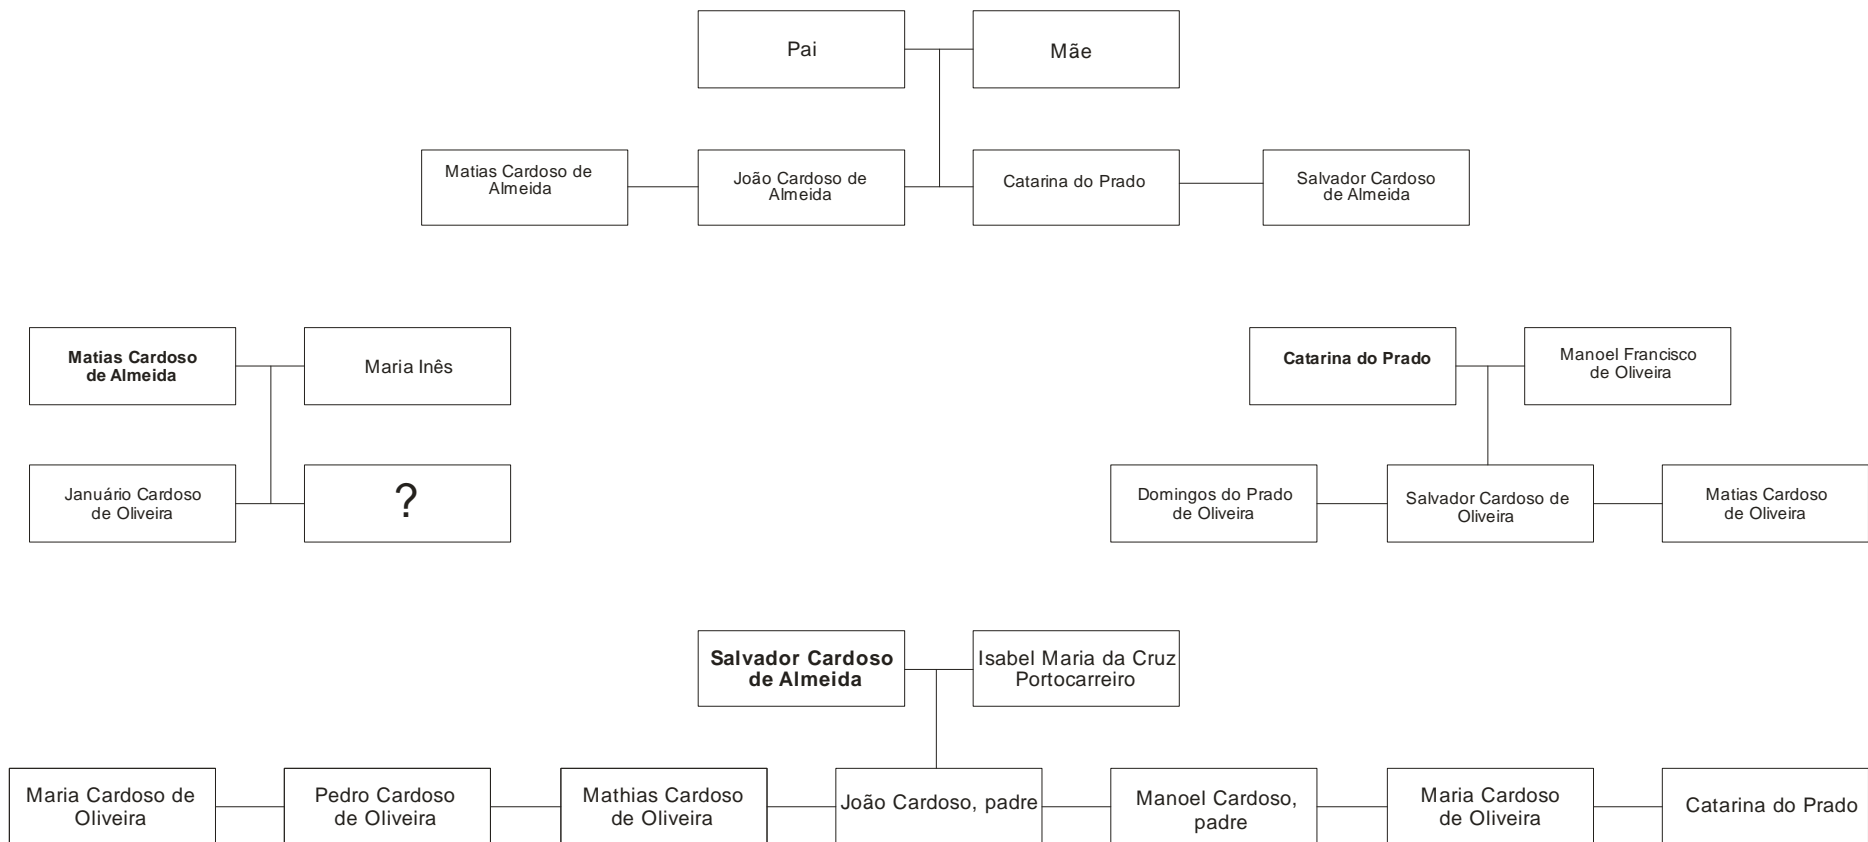 Pai
Mãe
Matias Cardoso de
Almeida
João Cardoso de
Almeida
Catarina do Prado
Salvador Cardoso
de Almeida
Matias Cardoso
de Almeida
Maria Inês
Catarina do Prado
Manoel Francisco
de Oliveira
Januário Cardoso
de Oliveira
?
Domingos do Prado
de Oliveira
Salvador Cardoso de
Oliveira
Matias Cardoso
de Oliveira
Salvador Cardoso
de Almeida
Isabel Maria da Cruz
Portocarreiro
Maria Cardoso de
Oliveira
Pedro Cardoso
de Oliveira
Mathias Cardoso
de Oliveira
João Cardoso, padre
Manoel Cardoso,
padre
Maria Cardoso
de Oliveira
Catarina do Prado